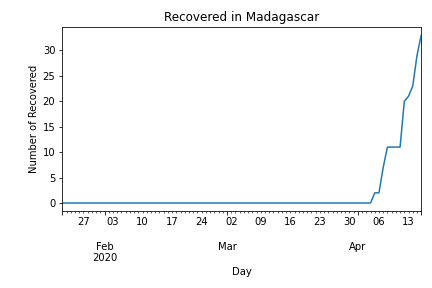 Recovered in Madagascar
Number of Recovered
30
25
20
15
10
5
0
27 03 10 17 24 02 09 16 23 30 06 13
Feb Mar Apr
2020
Day